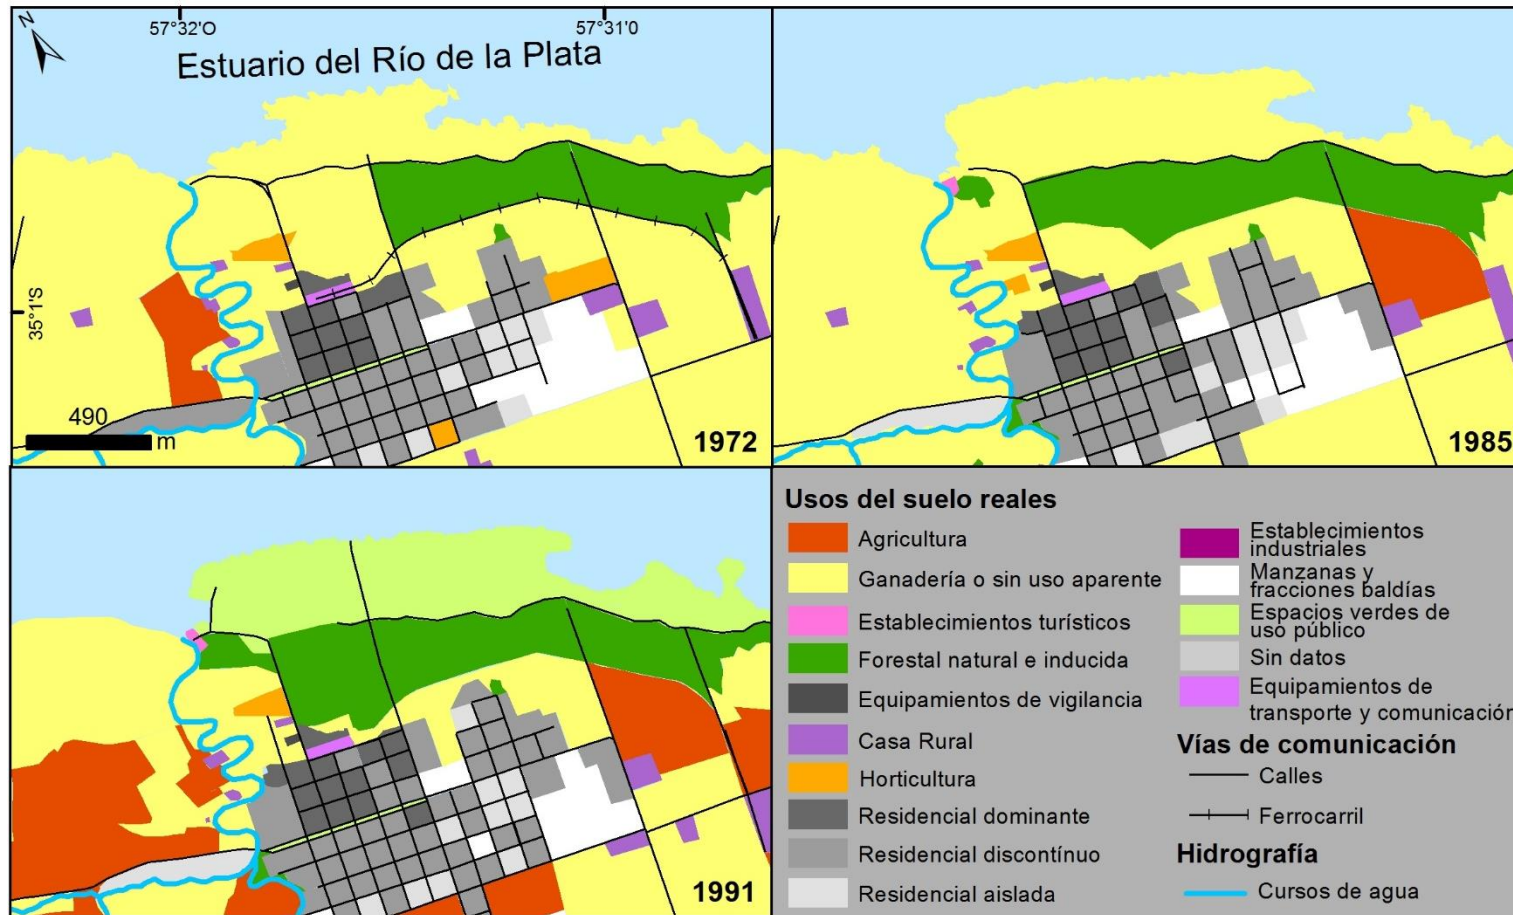 N
57°32'O
57°31'0
Estuario del Río de la Plata
35°1'S
490
m
1972
1985
1991
Usos del suelo reales
Agricultura
Ganadería o sin uso aparente
Establecimientos turísticos
Forestal natural e inducida
Equipamientos de vigilancia
Casa Rural
Horticultura
Residencial dominante
Residencial discontínuo
Residencial aislada
Establecimientos
industriales
Manzanas y
fracciones baldías
Espacios verdes de
uso público
Sin datos
Equipamientos de
transporte y comunicación
Vías de comunicación
Calles
Ferrocarril
Hidrografía
Cursos de agua